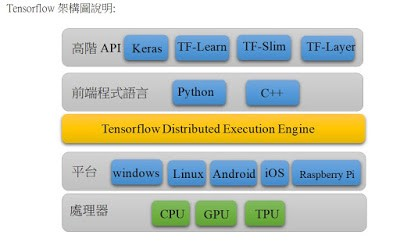 Tensorflow 架構圖說明:
高階 API Keras TF-Learn TF-Slim TF-Layer
前端程式語言 Python C++
Tensorflow Distributed Execution Engine
平台 windows Linux Android iOS Raspberry Pi
處理器 CPU GPU TPU